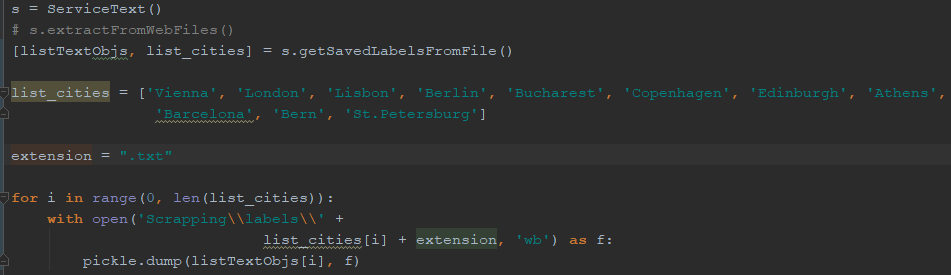 s = ServiceText()
# s.extractFromWebFiles()
[listTextObjs, list_cities] = s.getSavedLabelsFromFile()
list_cities = ['Vienna', 'London', 'Lisbon', 'Berlin', 'Bucharest', 'Copenhagen', 'Edinburgh', 'Athens',
'Barcelona', 'Bern', 'St.Petersburg']
extension = ".txt"
for i in range(0, len(list_cities)):
with open('Scrapping\\labels\\' +
list_cities[i] + extension, 'wb') as f:
pickle.dump(listTextObjs[i], f)